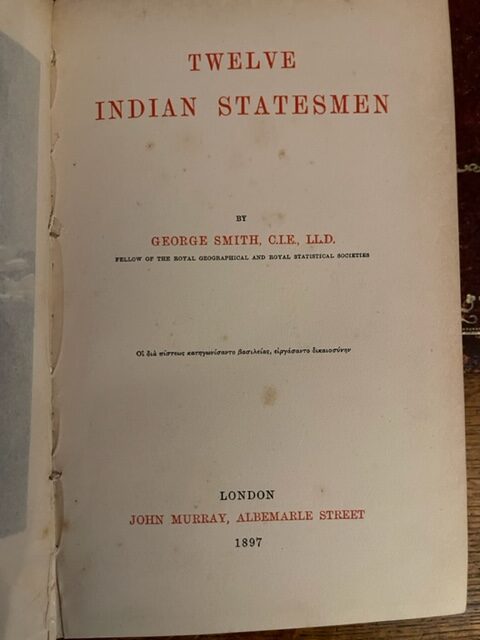 TWELVE
INDIAN STATESMEN
BY
GEORGE SMITH, C.I.E., LL.D.
FELLOW OF THE ROYAL GEOGRAPHICAL AND ROYAL STATISTICAL SOCIETIES
Οἳ διὰ πίστεως κατηγωνίσαντο βασιλείας, εἰργάσαντο δικαιοσύνην
LONDON
JOHN MURRAY, ALBEMARLE STREET
1897